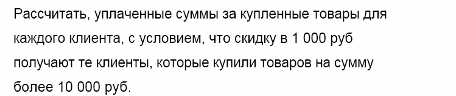 Рассчитать, уплаченные суммы за купленные товары для
каждого клиента, с условием, что скидку в 1 000 руб
получают те клиенты, которые купили товаров на сумму
более 10 000 руб.